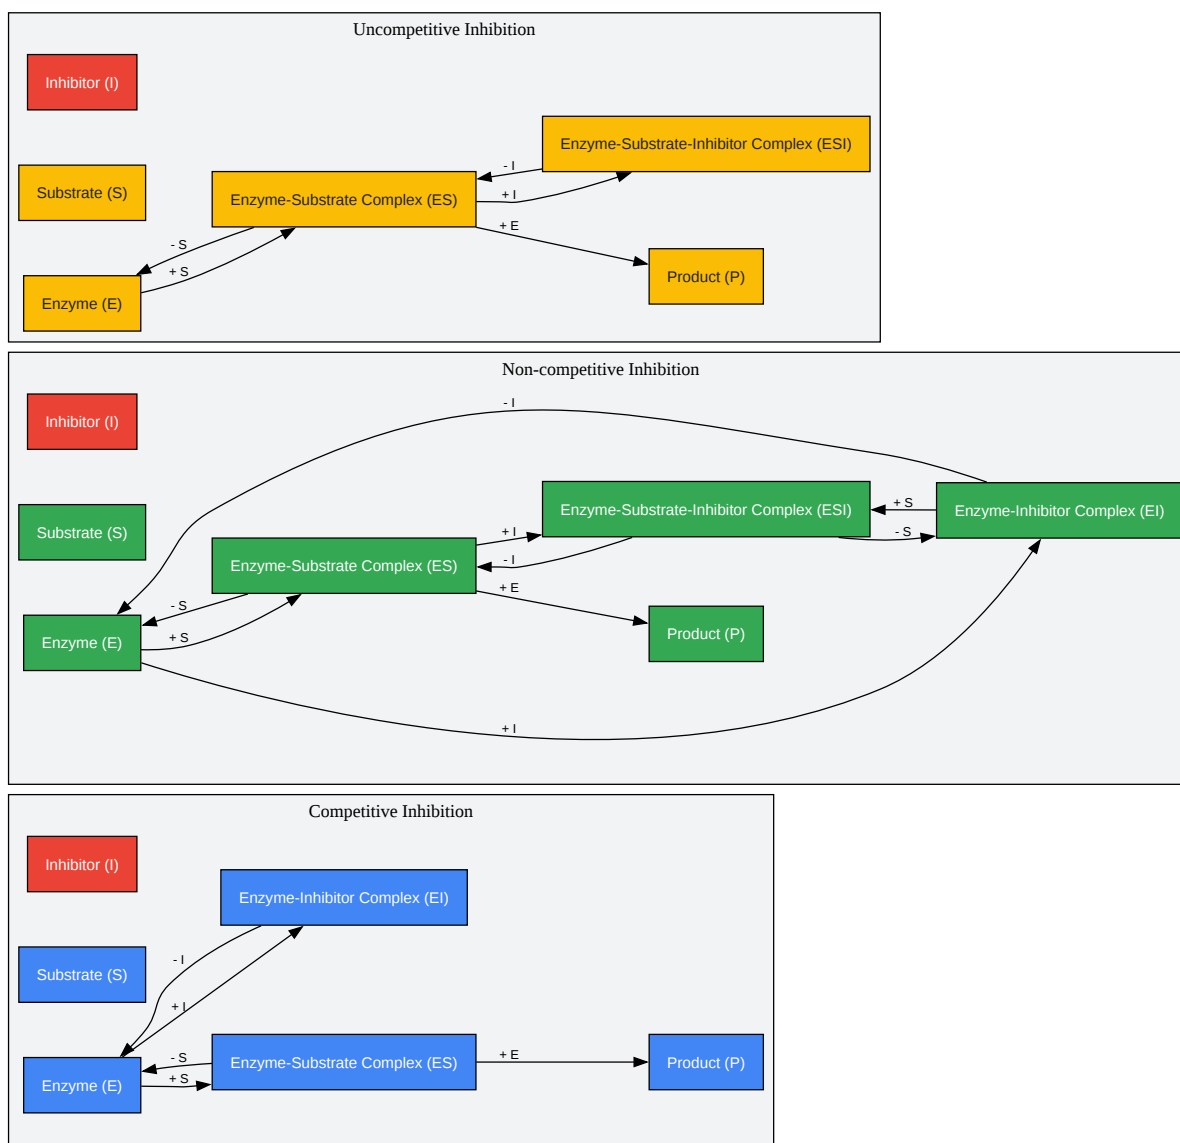 Uncompetitive Inhibition
Inhibitor (I)
Enzyme-Substrate-Inhibitor Complex (ESI)
- I
Substrate (S)
Enzyme-Substrate Complex (ES)
+ I
+ E
- S
+ S
Product (P)
Enzyme (E)
Non-competitive Inhibition
- I
Inhibitor (I)
+ S
Enzyme-Substrate-Inhibitor Complex (ESI)
Enzyme-Inhibitor Complex (EI)
Substrate (S)
+ I
- S
- I
Enzyme-Substrate Complex (ES)
+ E
- S
+ S
Product (P)
Enzyme (E)
+ I
Competitive Inhibition
Inhibitor (I)
Enzyme-Inhibitor Complex (EI)
- I
Substrate (S)
+ I
- S
+ E
Enzyme-Substrate Complex (ES)
Product (P)
+ S
Enzyme (E)